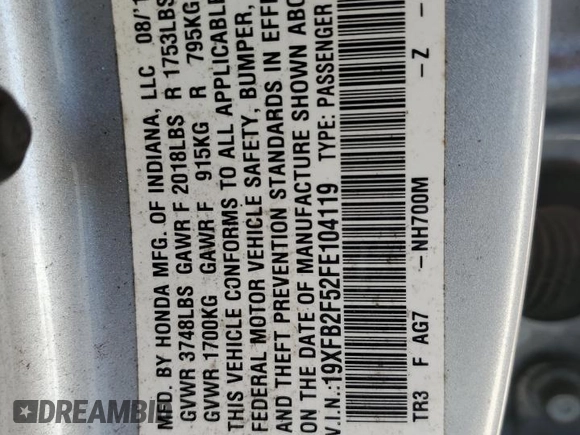 MFD. BY HONDA MFG. OF INDIANA, LLC 08/
GVWR 3748LBS GAWR F 2018LBS R 1753LBS
GVWR 1700KG GAWR F 915KG R 795KG
THIS VEHICLE CONFORMS TO ALL APPLICABLE
FEDERAL MOTOR VEHICLE SAFETY, BUMPER,
AND THEFT PREVENTION STANDARDS IN EFF
ON THE DATE OF MANUFACTURE SHOWN ABO
V.I.N.:19XFB2F52FE104119 TYPE: PASSENGER
TR3 F AG7 -NH700M -Z -
DREAMBID